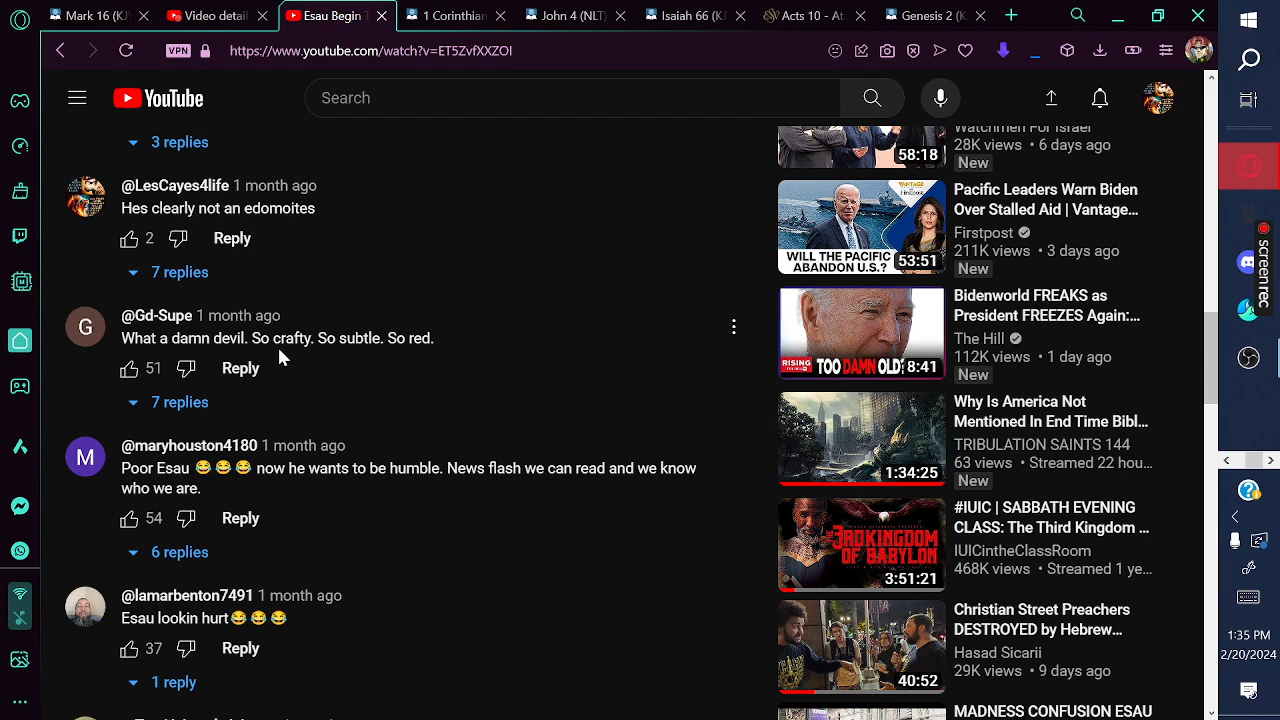 Mark 16 (KJV
Video detai
Esau Begin T
1 Corinthian
John 4 (NLT)
Isaiah 66 (K
Acts 10 - At
Genesis 2 (K
VPN
https://www.youtube.com/watch?v=ET5ZvfXXZOI
YouTube
Search
3 replies
@LesCayes4life 1 month ago
Hes clearly not an edomoites
2 Reply
7 replies
@Gd-Supe 1 month ago
What a damn devil. So crafty. So subtle. So red.
51 Reply
7 replies
@maryhouston4180 1 month ago
Poor Esau 😂😂😂 now he wants to be humble. News flash we can read and we know
who we are.
54 Reply
6 replies
@lamarbenton7491 1 month ago
Esau lookin hurt😂😂😂
37 Reply
1 reply
58:18
Watchmen For Israel
28K views • 6 days ago
New
VANTAGE
Firstpost
WILL THE PACIFIC
ABANDON U.S.?
53:51
Pacific Leaders Warn Biden
Over Stalled Aid | Vantage...
Firstpost
211K views • 3 days ago
New
RISING
TOO DAMN OLD?
8:41
Bidenworld FREAKS as
President FREEZES Again:...
The Hill
112K views • 1 day ago
New
1:34:25
Why Is America Not
Mentioned In End Time Bibl...
TRIBULATION SAINTS 144
63 views • Streamed 22 hou...
New
THE
3RD KINGDOM
OF BABYLON
3:51:21
#IUIC | SABBATH EVENING
CLASS: The Third Kingdom ...
IUICintheClassRoom
468K views • Streamed 1 ye...
40:52
Christian Street Preachers
DESTROYED by Hebrew...
Hasad Sicarii
29K views • 9 days ago
MADNESS CONFUSION ESAU
screen rec
1:35 PM
2/20/2024
G
M